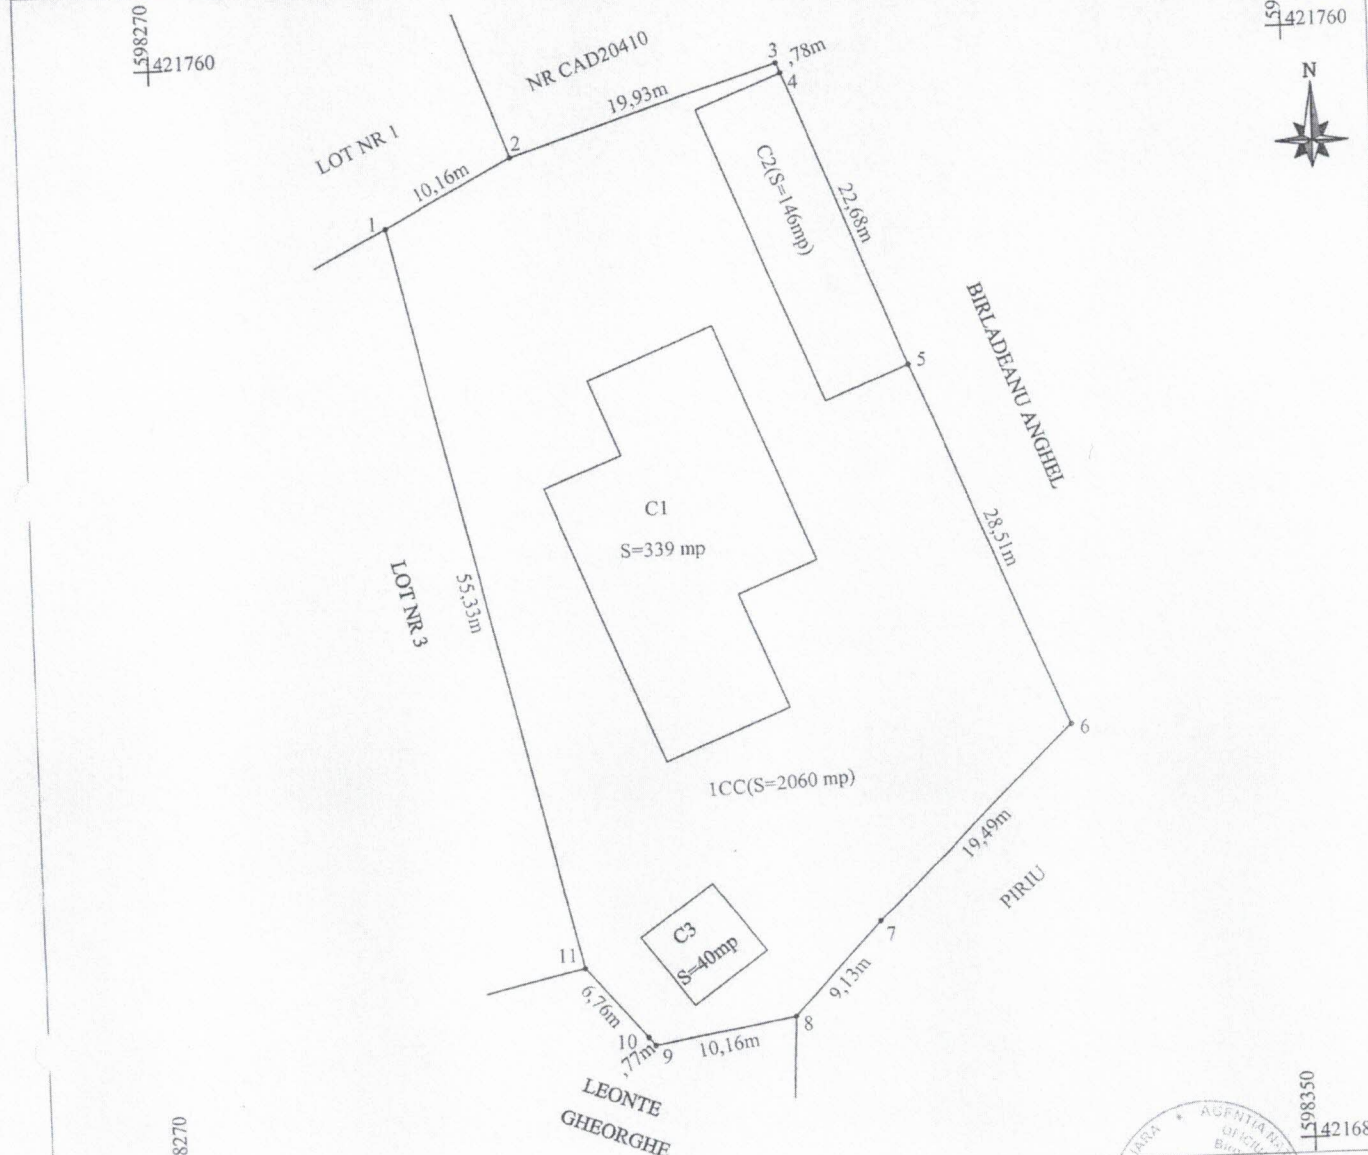 598270
421760
421760
N
NR CAD20410
LOT NR 1
3
,78m
4
19,93m
2
10,16m
1
C2(S=146mp)
22,68m
5
BIRLADEANU ANGHEL
C1
S=339 mp
28,51m
LOT NR 3
55,33m
6
1CC(S=2060 mp)
19,49m
PIRIU
7
C3
S=40mp
11
9,13m
6,76m
8
10
,77m
9
10,16m
LEONTE
GHEORGHE
598350
AGENTIA